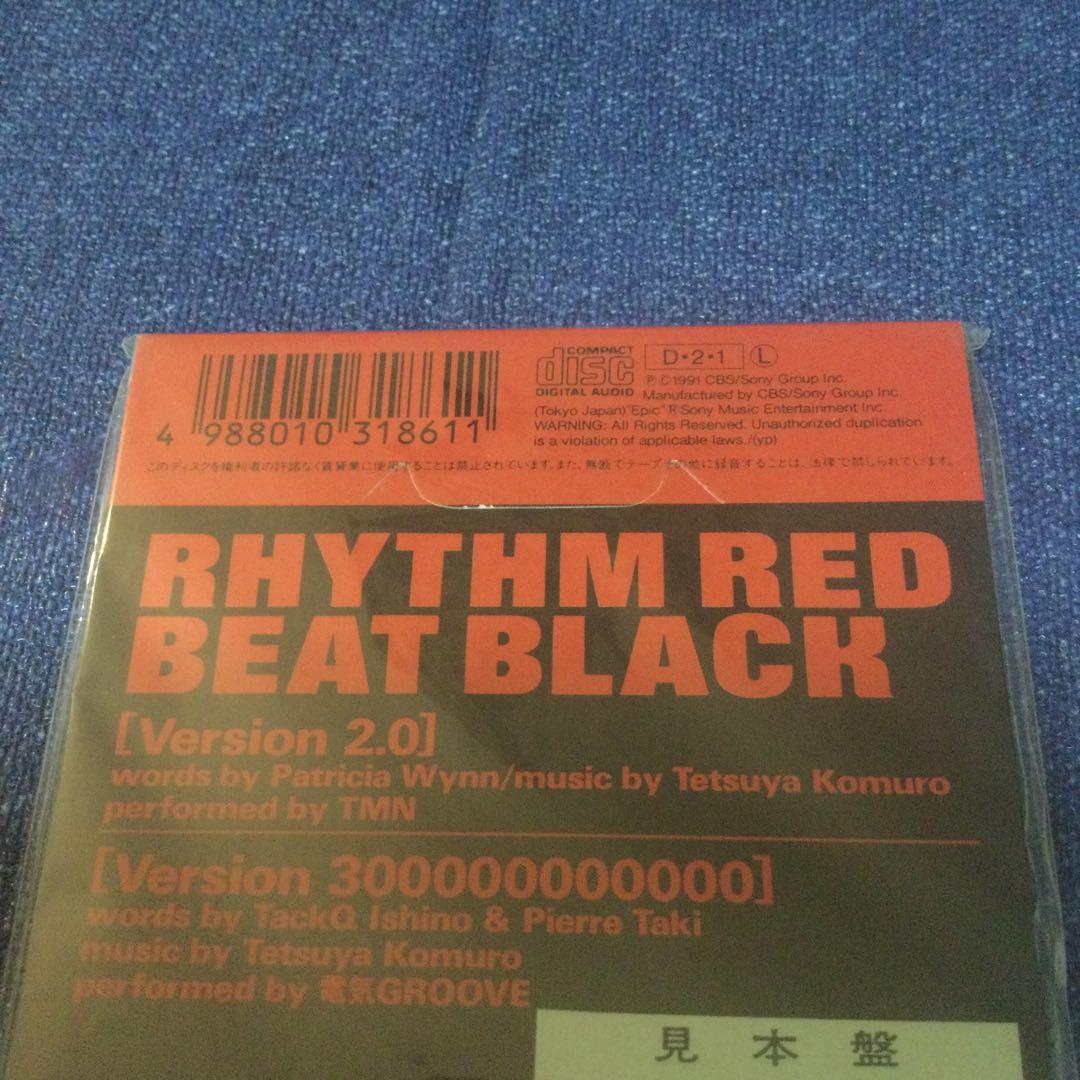 4 988010 318611
COMPACT
disc
DIGITAL AUDIO
D・2・1 Ⓛ
℗©1991 CBS/Sony Group Inc.
Manufactured by CBS/Sony Group Inc.
(Tokyo Japan) "Epic" ® Sony Music Entertainment Inc.
WARNING: All Rights Reserved. Unauthorized duplication
is a violation of applicable laws./(yp)
このディスクを権利者の許諾なく賃貸業に使用することは禁止されています。また、無断でテープその他に録音することは、法律で禁じられています。
RHYTHM RED
BEAT BLACK
[Version 2.0]
words by Patricia Wynn/music by Tetsuya Komuro
performed by TMN
[Version 300000000000]
words by TackQ Ishino & Pierre Taki
music by Tetsuya Komuro
performed by 電気GROOVE
見本盤